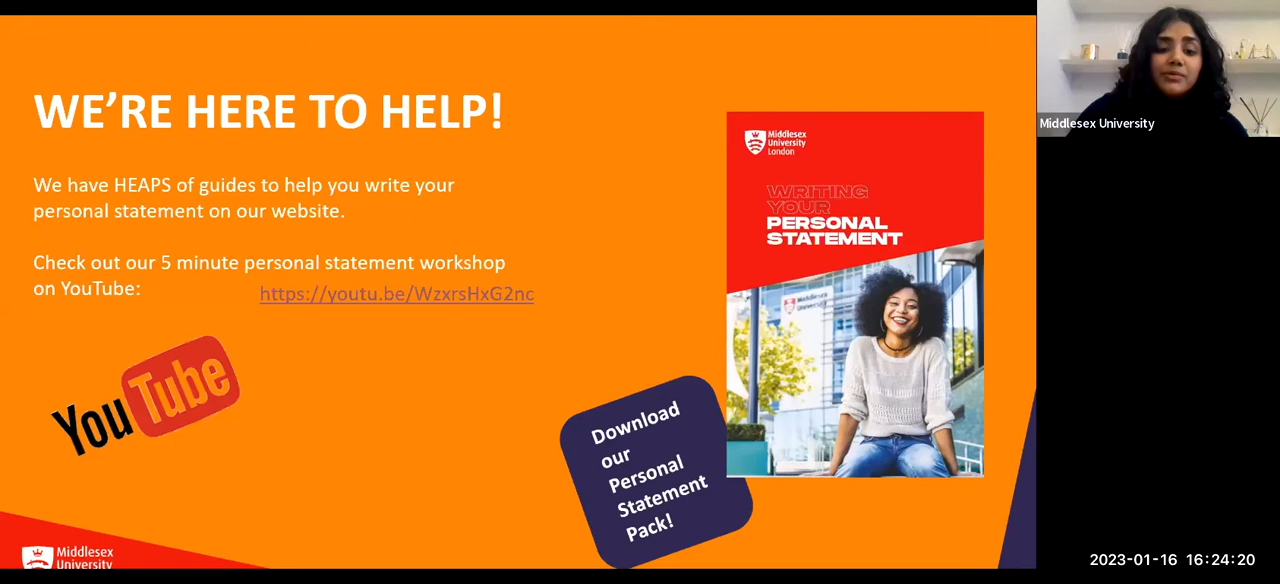 WE’RE HERE TO HELP!
We have HEAPS of guides to help you write your
personal statement on our website.
Check out our 5 minute personal statement workshop
on YouTube:
https://youtu.be/WzxrsHxG2nc
YouTube
Download
our
Personal
Statement
Pack!
Middlesex
University
London
WRITING
YOUR
PERSONAL
STATEMENT
Middlesex
University
Middlesex
University
Middlesex University
2023-01-16 16:24:20